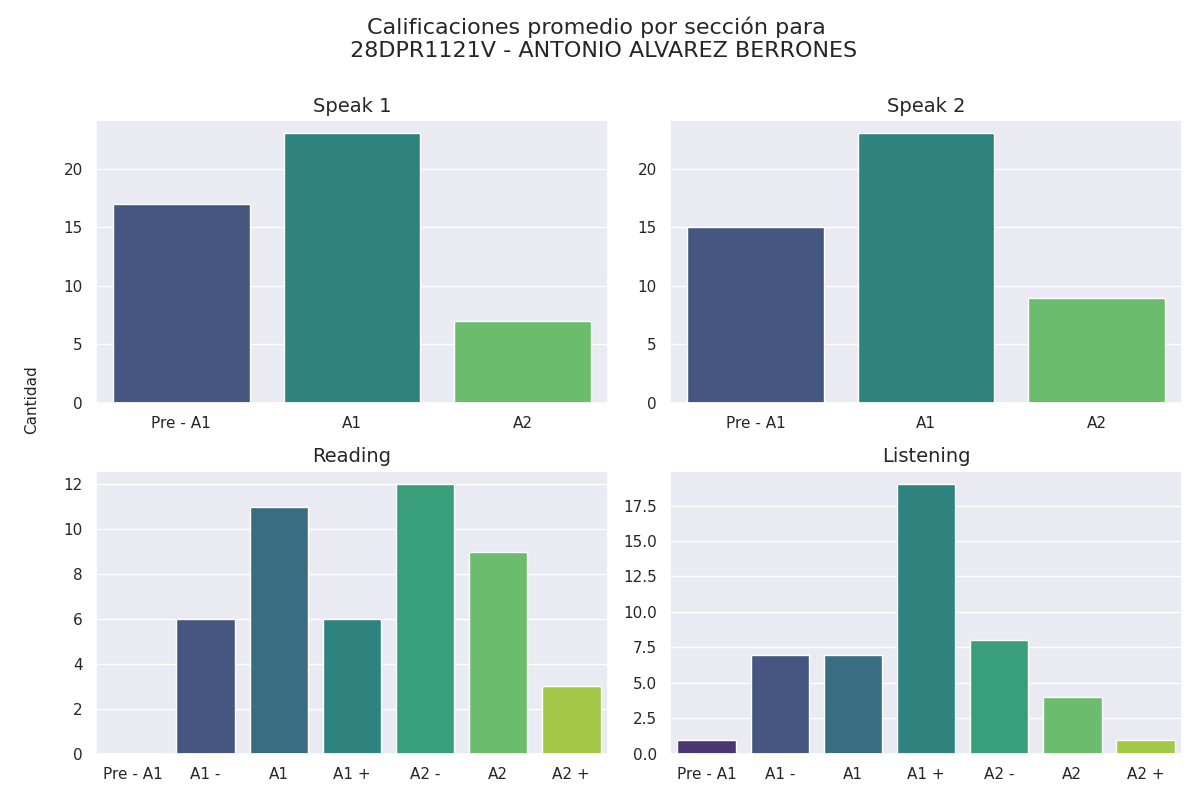 Calificaciones promedio por sección para
28DPR1121V - ANTONIO ALVAREZ BERRONES
Speak 1
20
15
10
5
0
Pre - A1 A1 A2
Speak 2
20
15
10
5
0
Pre - A1 A1 A2
Cantidad
Reading
12
10
8
6
4
2
0
Pre - A1 A1 - A1 A1 + A2 - A2 A2 +
Listening
17.5
15.0
12.5
10.0
7.5
5.0
2.5
0.0
Pre - A1 A1 - A1 A1 + A2 - A2 A2 +